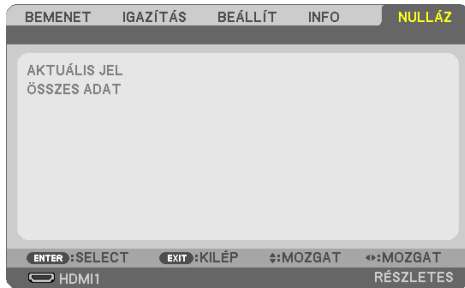 BEMENET IGAZÍTÁS BEÁLLÍT INFO NULLÁZ
AKTUÁLIS JEL
ÖSSZES ADAT
ENTER :SELECT EXIT :KILÉP :MOZGAT :MOZGAT
HDMI1 RÉSZLETES